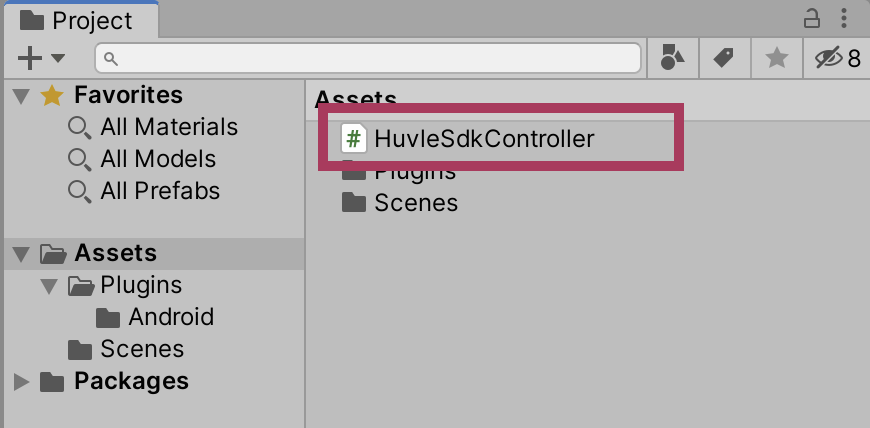 Project
8
Favorites
All Materials
All Models
All Prefabs
Assets
Plugins
Android
Scenes
Packages
Assets
# HuvleSdkController
Plugins
Scenes